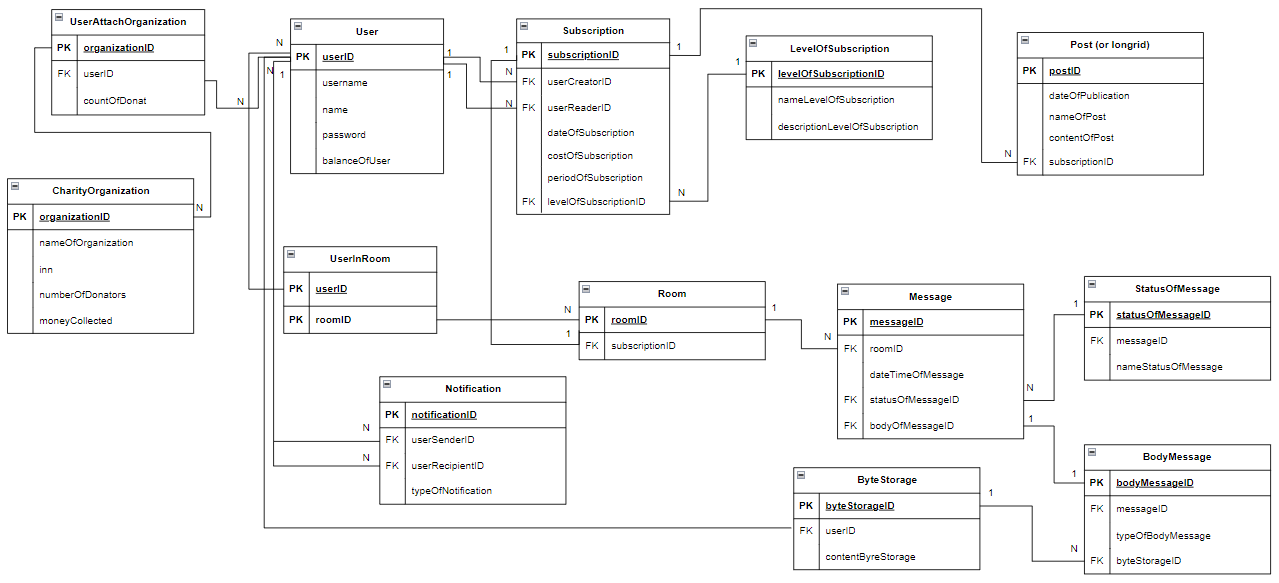 UserAttachOrganization
PK organizationID
FK userID
countOfDonat
N
User
PK userID
username
name
password
balanceOfUser
N
N
1
1
1
Subscription
PK subscriptionID
FK userCreatorID
FK userReaderID
dateOfSubscription
costOfSubscription
periodOfSubscription
FK levelOfSubscriptionID
1
N
N
1
N
LevelOfSubscription
PK levelOfSubscriptionID
nameLevelOfSubscription
descriptionLevelOfSubscription
1
Post (or longrid)
PK postID
dateOfPublication
nameOfPost
contentOfPost
FK subscriptionID
N
CharityOrganization
PK organizationID
nameOfOrganization
inn
numberOfDonators
moneyCollected
N
UserInRoom
PK userID
PK roomID
Room
PK roomID
FK subscriptionID
N
1
1
Message
PK messageID
FK roomID
dateTimeOfMessage
FK statusOfMessageID
FK bodyOfMessageID
N
N
1
StatusOfMessage
PK statusOfMessageID
FK messageID
nameStatusOfMessage
1
Notification
PK notificationID
FK userSenderID
FK userRecipientID
typeOfNotification
N
N
ByteStorage
PK byteStorageID
FK userID
contentByreStorage
1
BodyMessage
PK bodyMessageID
FK messageID
typeOfBodyMessage
FK byteStorageID
1
N